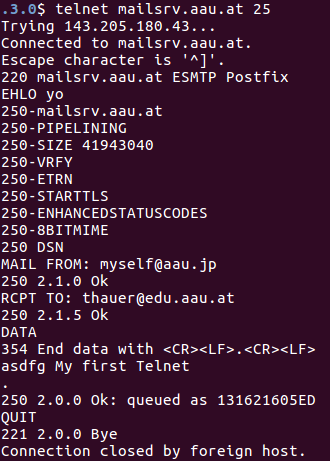 .3.0$ telnet mailsrv.aau.at 25
Trying 143.205.180.43...
Connected to mailsrv.aau.at.
Escape character is '^]'.
220 mailsrv.aau.at ESMTP Postfix
EHLO yo
250-mailsrv.aau.at
250-PIPELINING
250-SIZE 41943040
250-VRFY
250-ETRN
250-STARTTLS
250-ENHANCEDSTATUSCODES
250-8BITMIME
250 DSN
MAIL FROM: myself@aau.jp
250 2.1.0 Ok
RCPT TO: thauer@edu.aau.at
250 2.1.5 Ok
DATA
354 End data with <CR><LF>.<CR><LF>
asdfg My first Telnet
.
250 2.0.0 Ok: queued as 131621605ED
QUIT
221 2.0.0 Bye
Connection closed by foreign host.